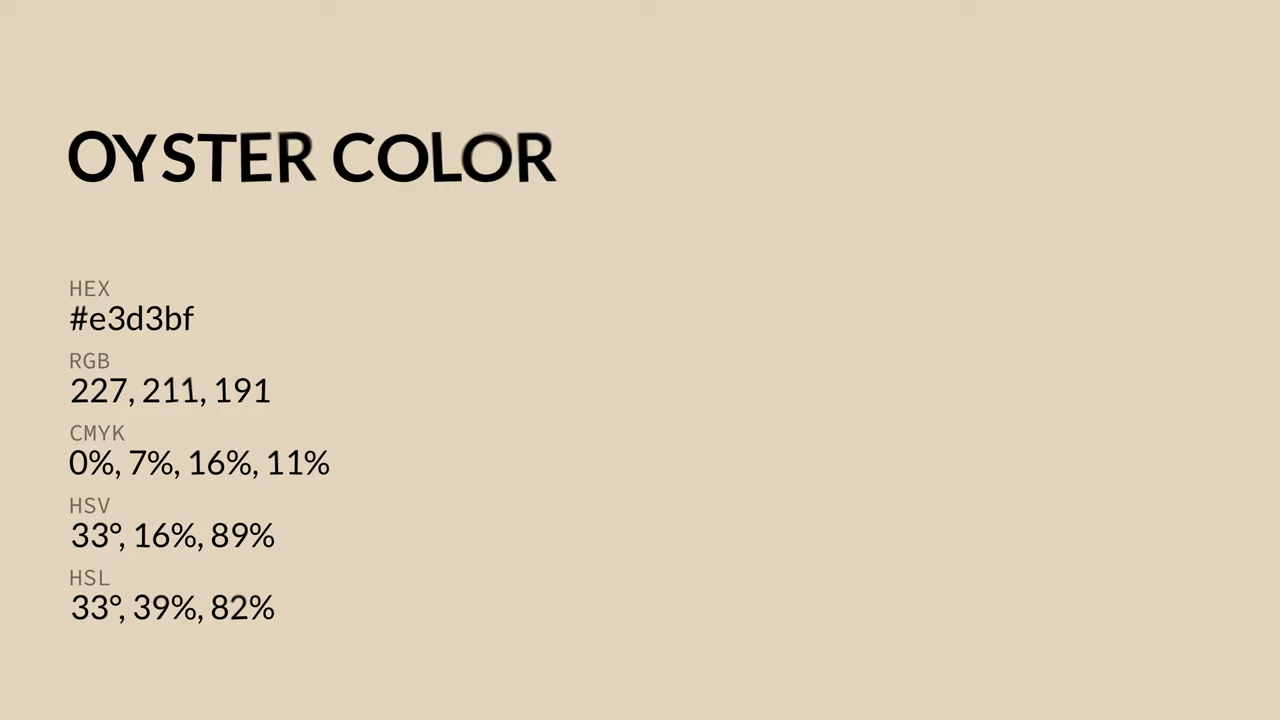 OYSTER COLOR
HEX
#e3d3bf
RGB
227, 211, 191
CMYK
0%, 7%, 16%, 11%
HSV
33°, 16%, 89%
HSL
33°, 39%, 82%